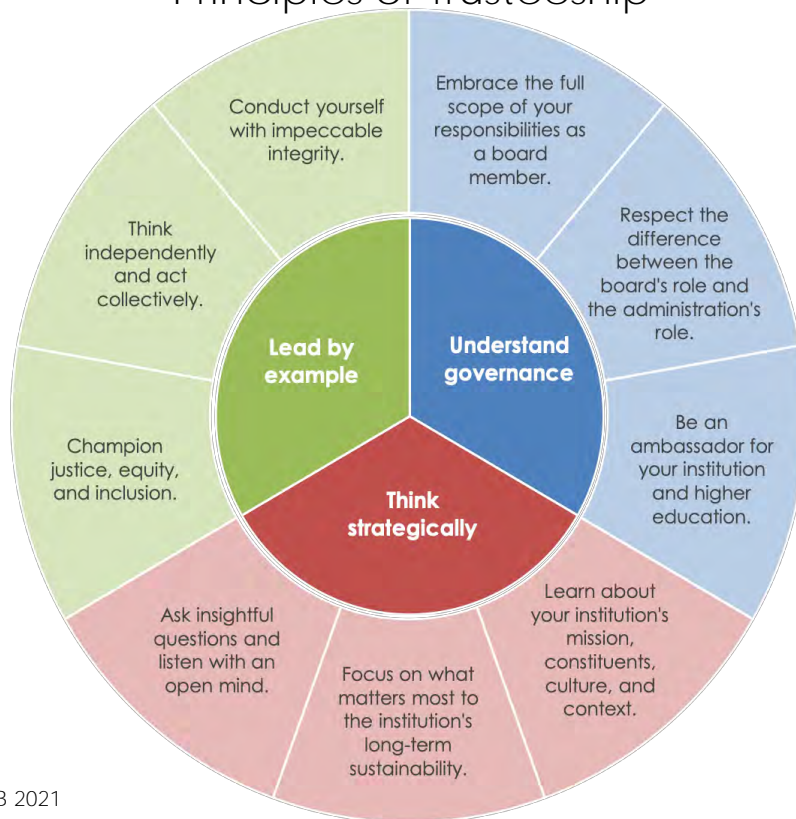 Principles of Trusteeship
Conduct yourself
with impeccable
integrity.
Embrace the full
scope of your
responsibilities as
a board
member.
Think
independently
and act
collectively.
Respect the
difference
between the
board's role and
the administration's
role.
Lead by
example
Understand
governance
Champion
justice, equity,
and inclusion.
Be an
ambassador for
your institution
and higher
education.
Think
strategically
Ask insightful
questions and
listen with an
open mind.
Focus on what
matters most to
the institution's
long-term
sustainability.
Learn about
your institution's
mission,
constituents,
culture, and
context.
2021